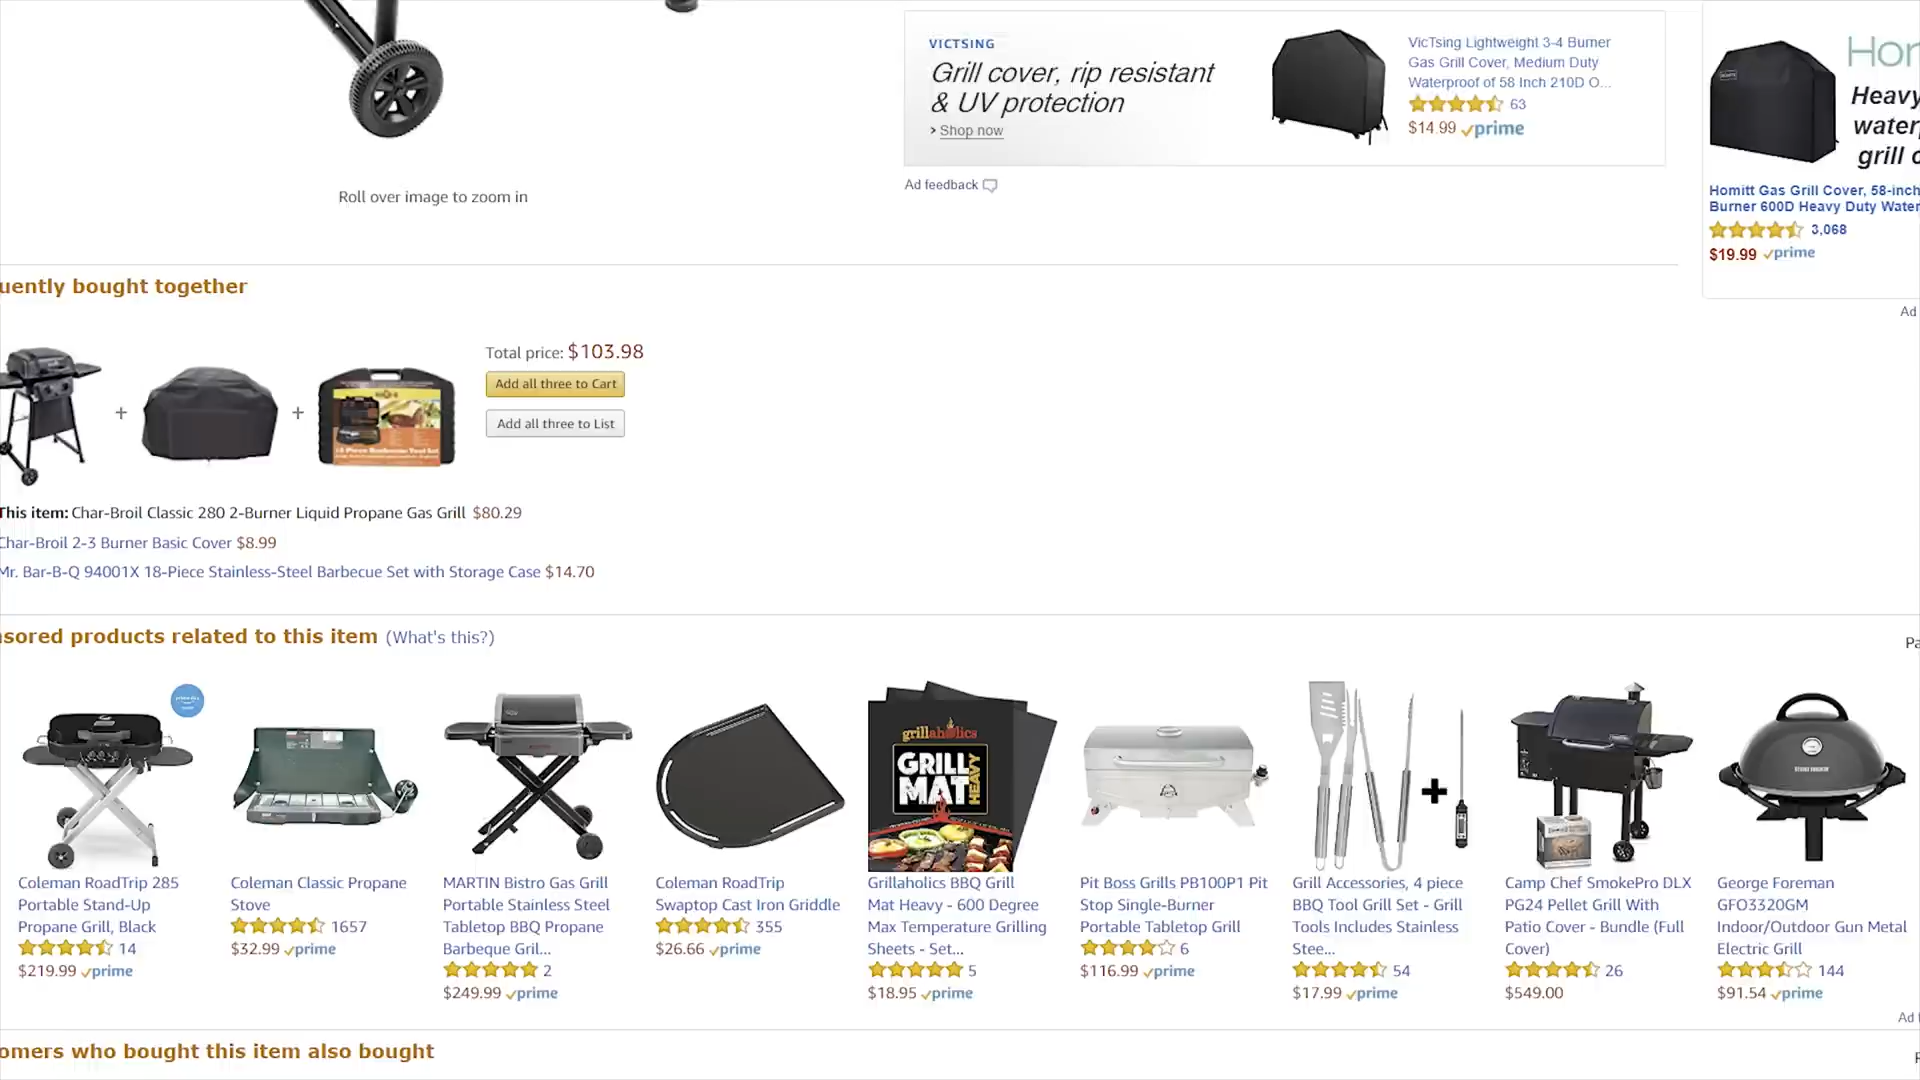 VICTSING
Grill cover, rip resistant
& UV protection
› Shop now
VicTsing Lightweight 3-4 Burner
Gas Grill Cover, Medium Duty
Waterproof of 58 Inch 210D O...
63
$14.99 prime
Ad feedback
Hom
Heavy
water
grill c
Homitt Gas Grill Cover, 58-inch
Burner 600D Heavy Duty Water
3,068
$19.99 prime
Ad
Roll over image to zoom in
uently bought together
+
+
Total price: $103.98
Add all three to Cart
Add all three to List
This item: Char-Broil Classic 280 2-Burner Liquid Propane Gas Grill $80.29
Char-Broil 2-3 Burner Basic Cover $8.99
Mr. Bar-B-Q 94001X 18-Piece Stainless-Steel Barbecue Set with Storage Case $14.70
nsored products related to this item (What's this?)
Pa
Coleman RoadTrip 285
Portable Stand-Up
Propane Grill, Black
14
$219.99 prime
Coleman Classic Propane
Stove
1657
$32.99 prime
MARTIN Bistro Gas Grill
Portable Stainless Steel
Tabletop BBQ Propane
Barbeque Gril...
2
$249.99 prime
Coleman RoadTrip
Swaptop Cast Iron Griddle
355
$26.66 prime
grillaholics
GRILL
MAT
HEAVY
Grillaholics BBQ Grill
Mat Heavy - 600 Degree
Max Temperature Grilling
Sheets - Set...
5
$18.95 prime
Pit Boss Grills PB100P1 Pit
Stop Single-Burner
Portable Tabletop Grill
6
$116.99 prime
Grill Accessories, 4 piece
BBQ Tool Grill Set - Grill
Tools Includes Stainless
Stee...
54
$17.99 prime
Camp Chef SmokePro DLX
PG24 Pellet Grill With
Patio Cover - Bundle (Full
Cover)
26
$549.00
George Foreman
GFO3320GM
Indoor/Outdoor Gun Metal
Electric Grill
144
$91.54 prime
Ad f
omers who bought this item also bought